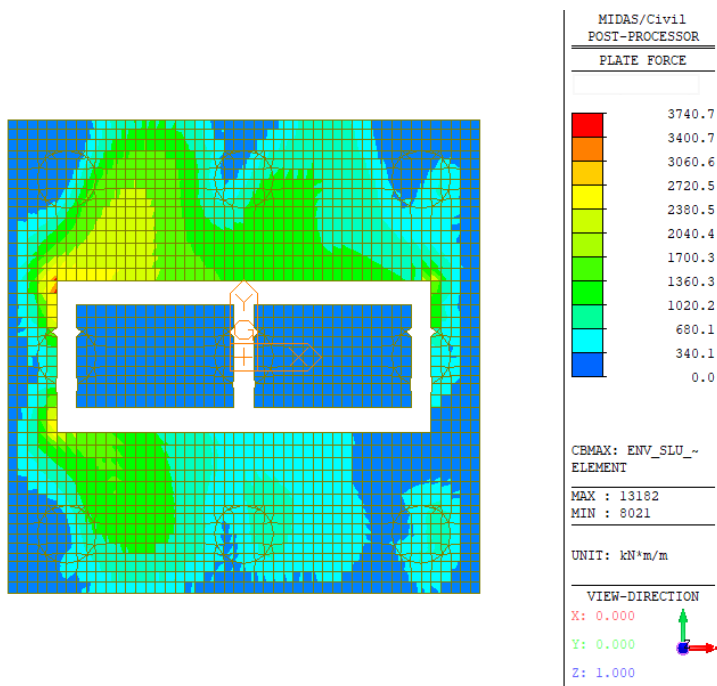 MIDAS/Civil
POST-PROCESSOR
PLATE FORCE
3740.7
3400.7
3060.6
2720.5
2380.5
2040.4
1700.3
1360.3
1020.2
680.1
340.1
0.0
CBMAX: ENV_SLU_~
ELEMENT
MAX : 13182
MIN : 8021
UNIT: kN*m/m
VIEW-DIRECTION
X: 0.000
Y: 0.000
Z: 1.000
Y
X